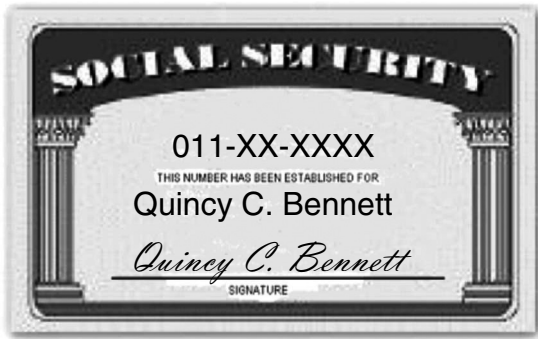 SOCIAL SECURITY
011-XX-XXXX
THIS NUMBER HAS BEEN ESTABLISHED FOR
Quincy C. Bennett
Quincy C. Bennett
SIGNATURE